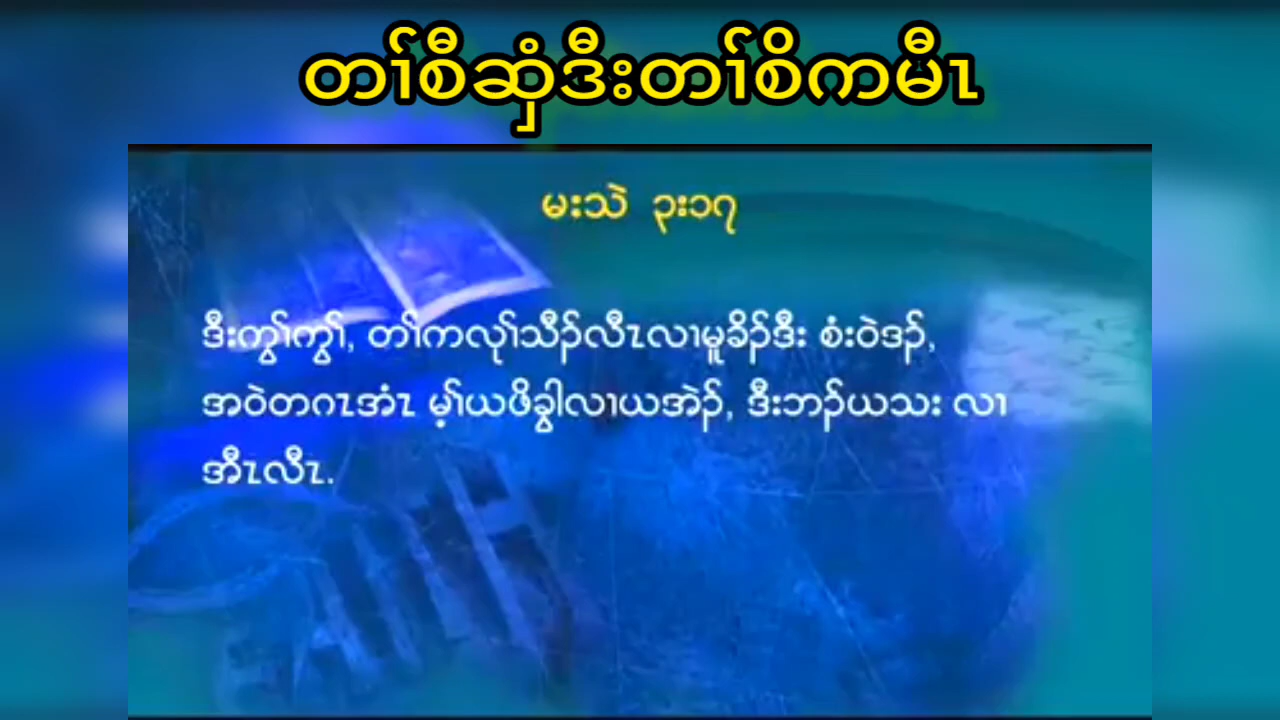 တၢ်စီဆှံဒီးတၢ်စိကမီၤ
မးသဲ ၃း၁၇
ဒီးကွၢ်ကွၢ်, တၢ်ကလုၢ်သီၣ်လီၤလၢမူခိၣ်ဒီး စံးဝဲဒၣ်,
အဝဲတဂၤအံၤ မ့ၢ်ယဖိခွါလၢယအဲၣ်, ဒီးဘၣ်ယသး လၢ
အီၤလီၤ.